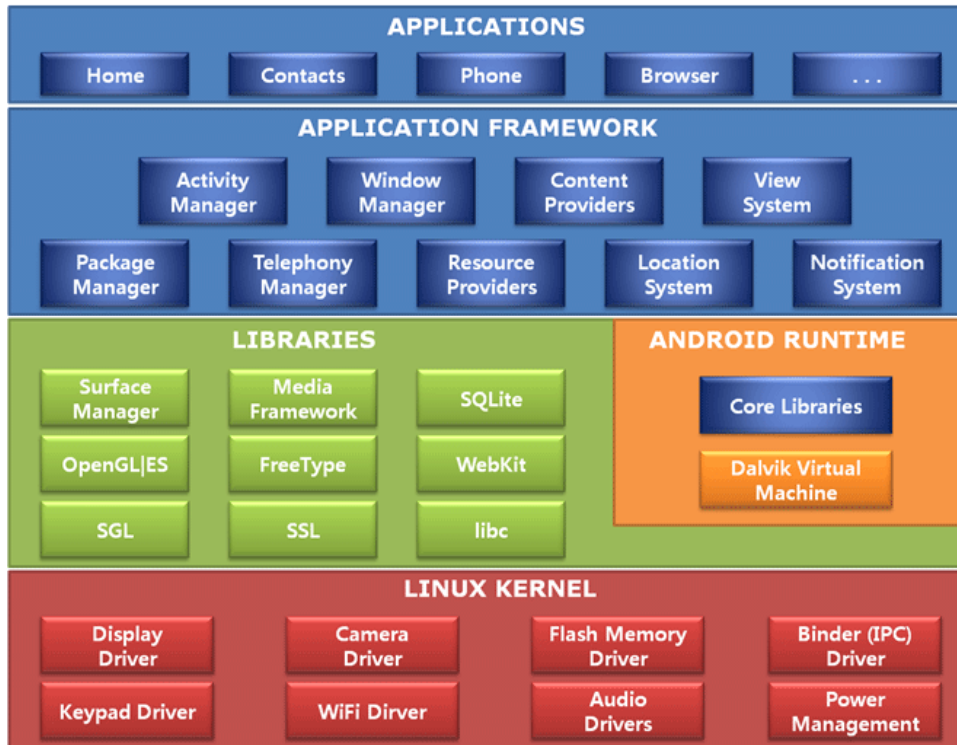 APPLICATIONS
Home
Contacts
Phone
Browser
. . .
APPLICATION FRAMEWORK
Activity
Manager
Window
Manager
Content
Providers
View
System
Package
Manager
Telephony
Manager
Resource
Providers
Location
System
Notification
System
LIBRARIES
Surface
Manager
Media
Framework
SQLite
OpenGL|ES
FreeType
WebKit
SGL
SSL
libc
ANDROID RUNTIME
Core Libraries
Dalvik Virtual
Machine
LINUX KERNEL
Display
Driver
Camera
Driver
Flash Memory
Driver
Binder (IPC)
Driver
Keypad Driver
WiFi Dirver
Audio
Drivers
Power
Management